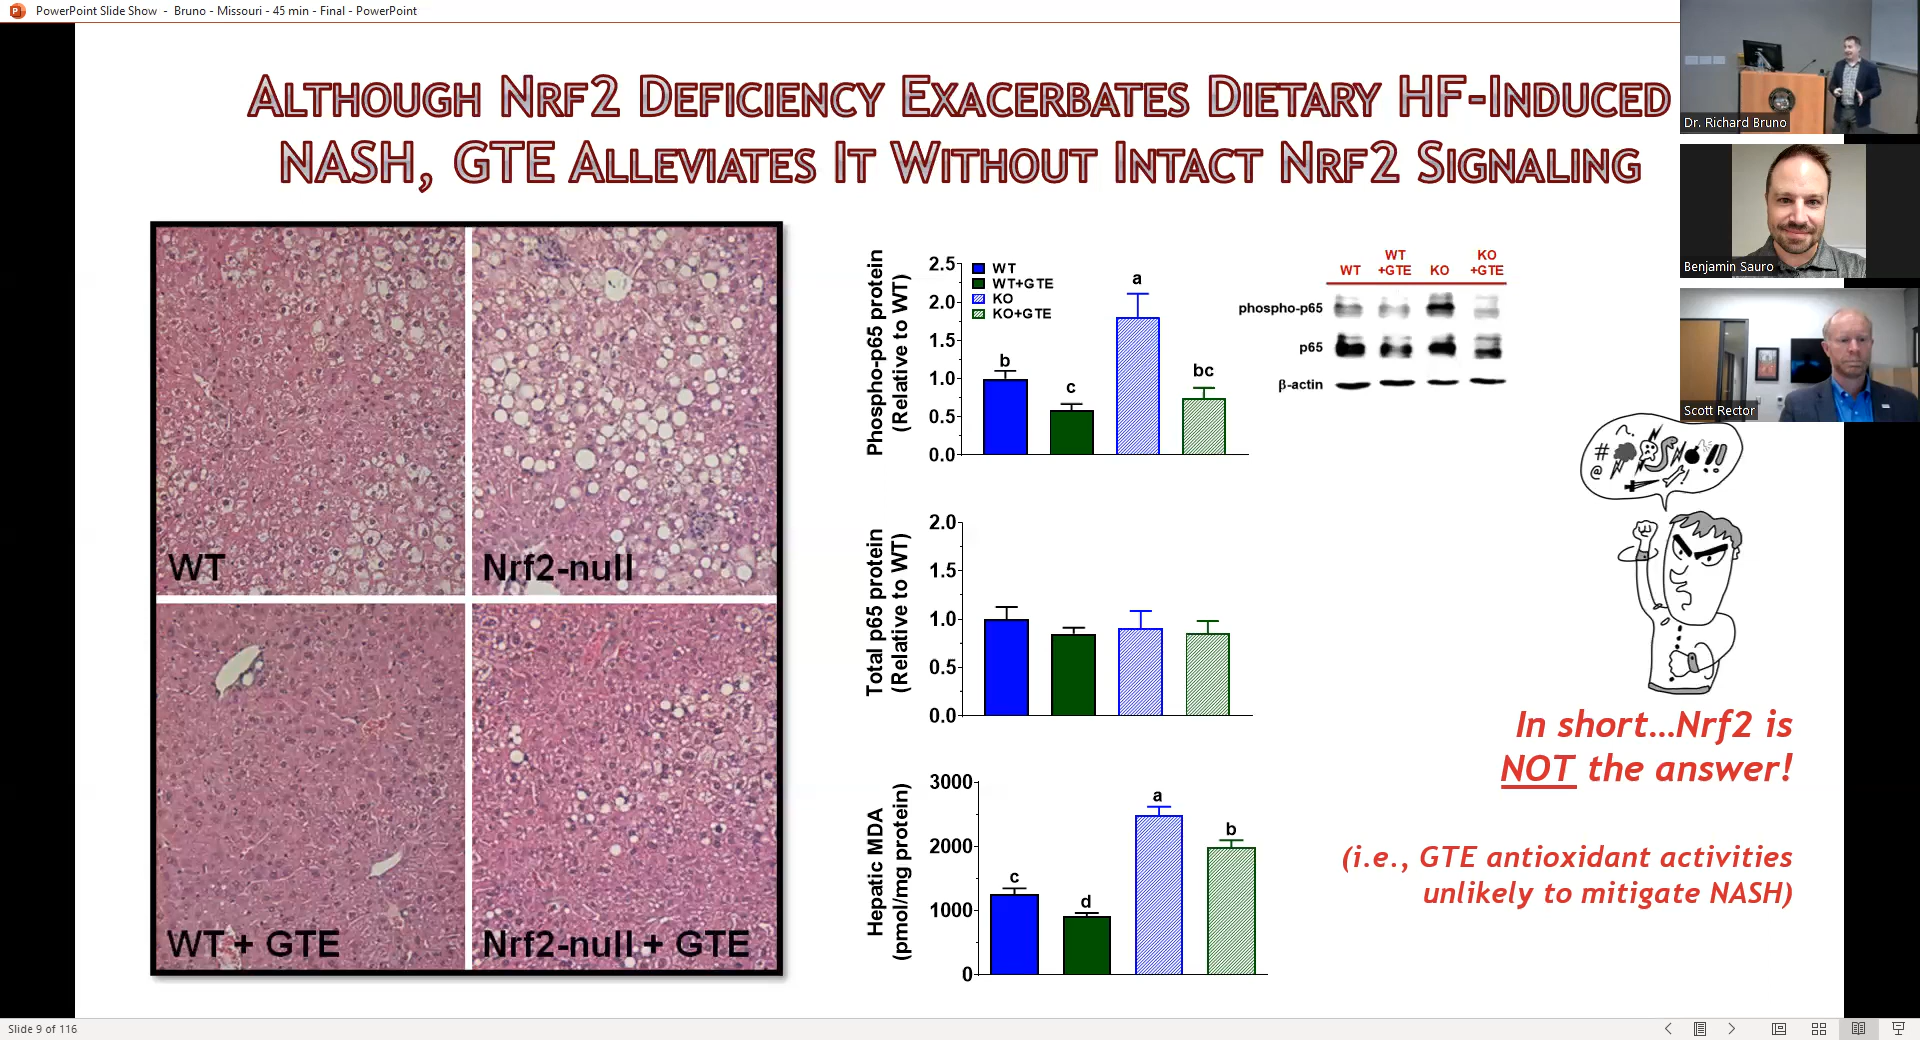 PowerPoint Slide Show - Bruno - Missouri - 45 min - Final - PowerPoint
Although Nrf2 Deficiency Exacerbates Dietary HF-Induced
NASH, GTE Alleviates It Without Intact Nrf2 Signaling
WT
Nrf2-null
WT + GTE
Nrf2-null + GTE
Phospho-p65 protein
(Relative to WT)
2.5
2.0
1.5
1.0
0.5
0.0
WT
WT+GTE
KO
KO+GTE
b
c
a
bc
WT
WT
+GTE
KO
KO
+GTE
phospho-p65
p65
β-actin
Total p65 protein
(Relative to WT)
2.0
1.5
1.0
0.5
0.0
Hepatic MDA
(pmol/mg protein)
3000
2000
1000
0
c
d
a
b
#
@
In short...Nrf2 is
NOT the answer!
(i.e., GTE antioxidant activities
unlikely to mitigate NASH)
Dr. Richard Bruno
Benjamin Sauro
Scott Rector
Slide 9 of 116